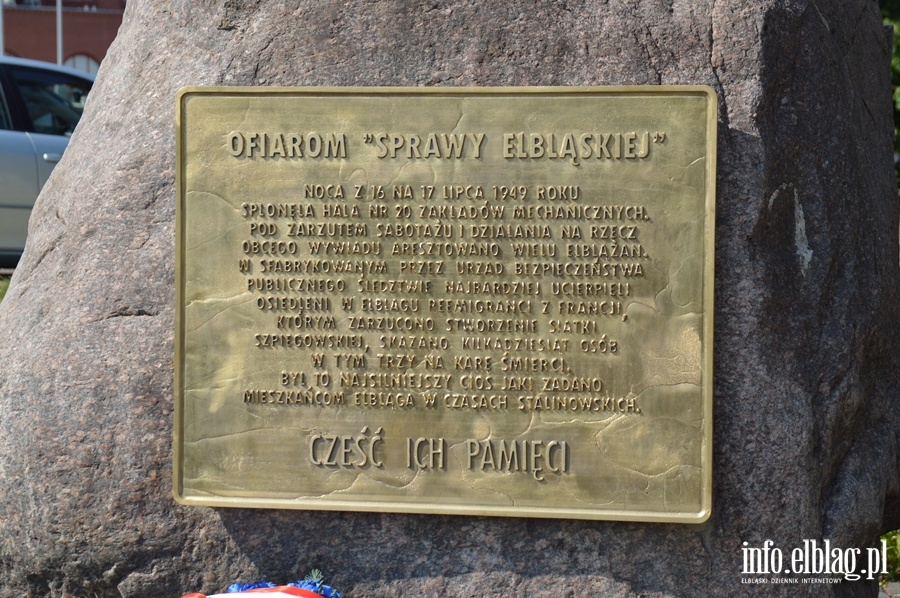 OFIAROM "SPRAWY ELBLĄSKIEJ"
NOCĄ Z 16 NA 17 LIPCA 1949 ROKU
SPŁONĘŁA HALA NR 20 ZAKŁADÓW MECHANICZNYCH.
POD ZARZUTEM SABOTAŻU I DZIAŁANIA NA RZECZ
OBCEGO WYWIADU ARESZTOWANO WIELU ELBLĄŻAN.
W SFABRYKOWANYM PRZEZ URZĄD BEZPIECZEŃSTWA
PUBLICZNEGO ŚLEDZTWIE NAJBARDZIEJ UCIERPIELI
OSIEDLENI W ELBLĄGU REEMIGRANCI Z FRANCJI,
KTÓRYM ZARZUCONO STWORZENIE SIATKI
SZPIEGOWSKIEJ, SKAZANO KILKADZIESIĄT OSÓB
W TYM TRZY NA KARĘ ŚMIERCI.
BYŁ TO NAJSILNIEJSZY CIOS JAKI ZADANO
MIESZKAŃCOM ELBLĄGA W CZASACH STALINOWSKICH.
CZEŚĆ ICH PAMIĘCI
info.elblag.pl
ELBLĄSKI DZIENNIK INTERNETOWY